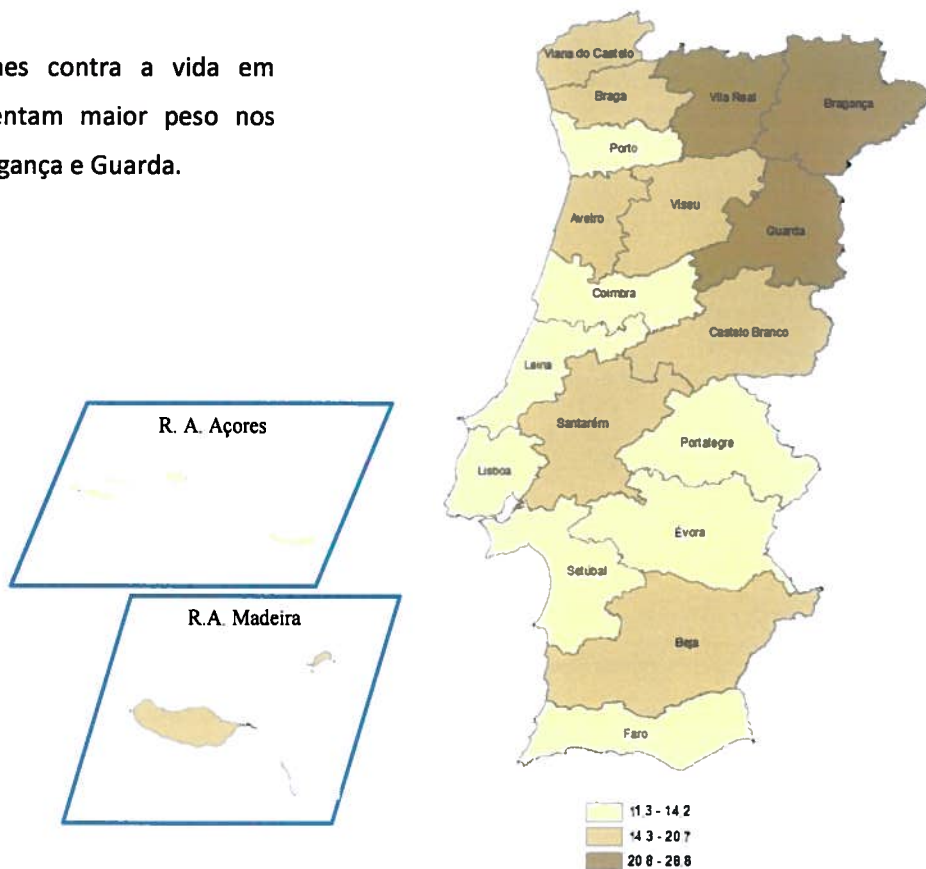 nes contra a vida em
entam maior peso nos
gança e Guarda.
Viana do Castelo
Braga
Vila Real
Bragança
Porto
Aveiro
Viseu
Guarda
Coimbra
Castelo Branco
Leiria
Santarém
Lisboa
Portalegre
Évora
Setúbal
Beja
Faro
R. A. Açores
R.A. Madeira
11.3 - 14.2
14.3 - 20.7
20.8 - 28.8